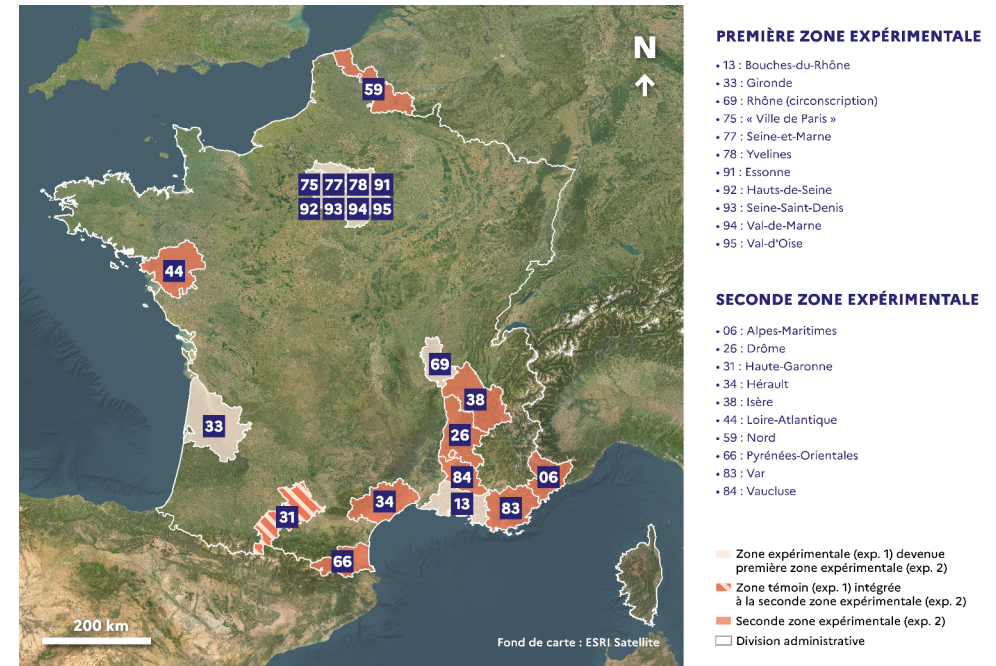 N
59
75 77 78 91
92 93 94 95
44
69
38
33
26
84
06
13
34
83
31
66
200 km
Fond de carte : ESRI Satellite
PREMIÈRE ZONE EXPÉRIMENTALE
• 13 : Bouches-du-Rhône
• 33 : Gironde
• 69 : Rhône (circonscription)
• 75 : « Ville de Paris »
• 77 : Seine-et-Marne
• 78 : Yvelines
• 91 : Essonne
• 92 : Hauts-de-Seine
• 93 : Seine-Saint-Denis
• 94 : Val-de-Marne
• 95 : Val-d'Oise
SECONDE ZONE EXPÉRIMENTALE
• 06 : Alpes-Maritimes
• 26 : Drôme
• 31 : Haute-Garonne
• 34 : Hérault
• 38 : Isère
• 44 : Loire-Atlantique
• 59 : Nord
• 66 : Pyrénées-Orientales
• 83 : Var
• 84 : Vaucluse
Zone expérimentale (exp. 1) devenue
première zone expérimentale (exp. 2)
Zone témoin (exp. 1) intégrée
à la seconde zone expérimentale (exp. 2)
Seconde zone expérimentale (exp. 2)
Division administrative